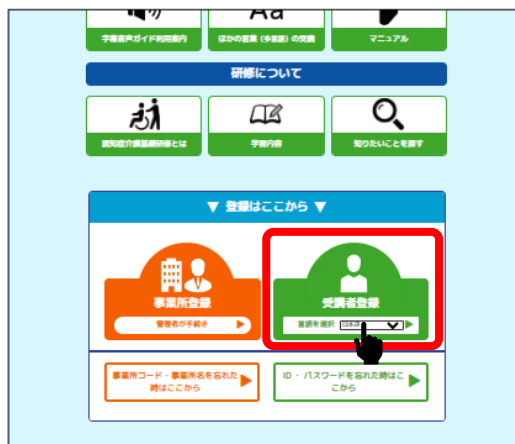 字幕音声ガイド利用案内
ほかの言葉（多言語）の受講
マニュアル
研修について
認知症介護基礎研修とは
学習内容
知りたいことを探す
▼ 登録はここから ▼
事業所登録
管理者が手続き ▶
受講者登録
言語を選択 日本語 ▶
事業所コード・事業所名を忘れた
時はここから
ID ・ パスワードを忘れた時はこ
こから